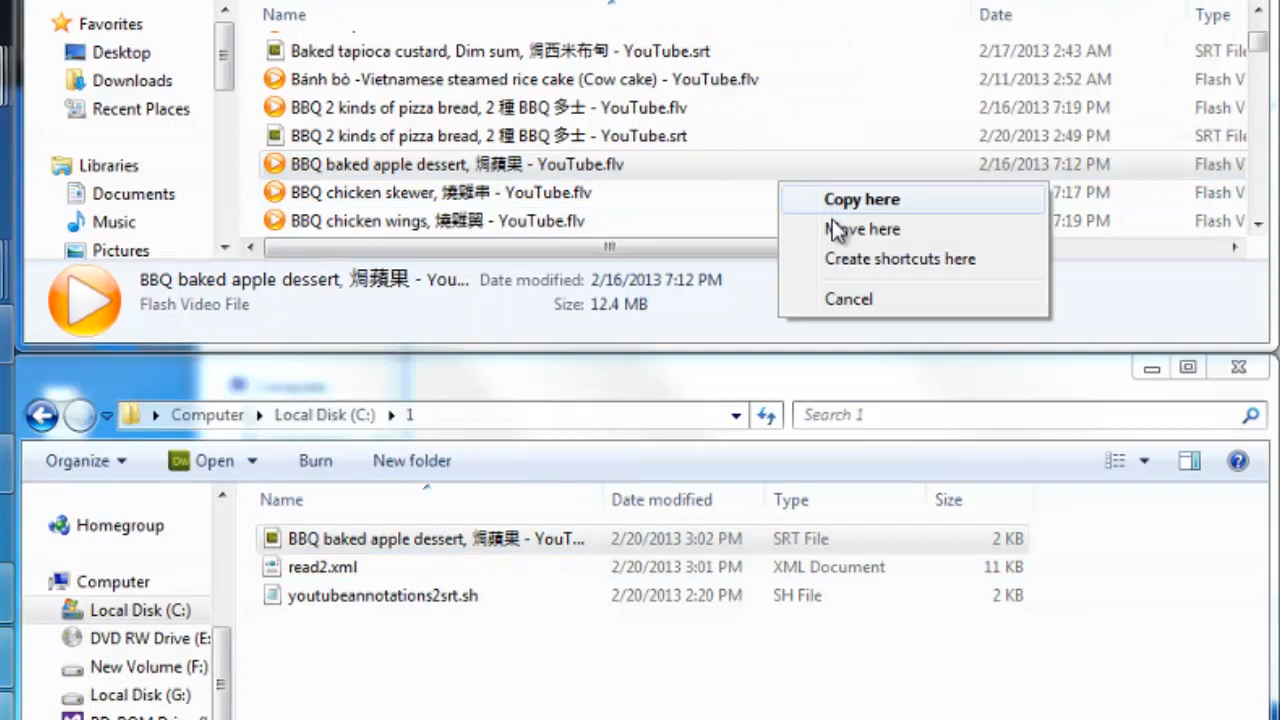 Favorites
Desktop
Downloads
Recent Places
Libraries
Documents
Music
Pictures
Name Date Type
Baked tapioca custard, Dim sum, 焗西米布甸 - YouTube.srt 2/17/2013 2:43 AM SRT File
Bánh bò -Vietnamese steamed rice cake (Cow cake) - YouTube.flv 2/11/2013 2:52 AM Flash V
BBQ 2 kinds of pizza bread, 2 種 BBQ 多士 - YouTube.flv 2/16/2013 7:19 PM Flash V
BBQ 2 kinds of pizza bread, 2 種 BBQ 多士 - YouTube.srt 2/20/2013 2:49 PM SRT File
BBQ baked apple dessert, 焗蘋果 - YouTube.flv 2/16/2013 7:12 PM Flash V
BBQ chicken skewer, 燒雞串 - YouTube.flv 7:17 PM Flash V
BBQ chicken wings, 燒雞翼 - YouTube.flv 7:19 PM Flash V
Copy here
Move here
Create shortcuts here
Cancel
BBQ baked apple dessert, 焗蘋果 - You... Date modified: 2/16/2013 7:12 PM
Flash Video File Size: 12.4 MB
Computer Local Disk (C:) 1 Search 1
Organize Dw Open Burn New folder
Homegroup
Computer
Local Disk (C:)
DVD RW Drive (E:
New Volume (F:)
Local Disk (G:)
Name Date modified Type Size
BBQ baked apple dessert, 焗蘋果 - YouT... 2/20/2013 3:02 PM SRT File 2 KB
read2.xml 2/20/2013 3:01 PM XML Document 11 KB
youtubeannotations2srt.sh 2/20/2013 2:20 PM SH File 2 KB